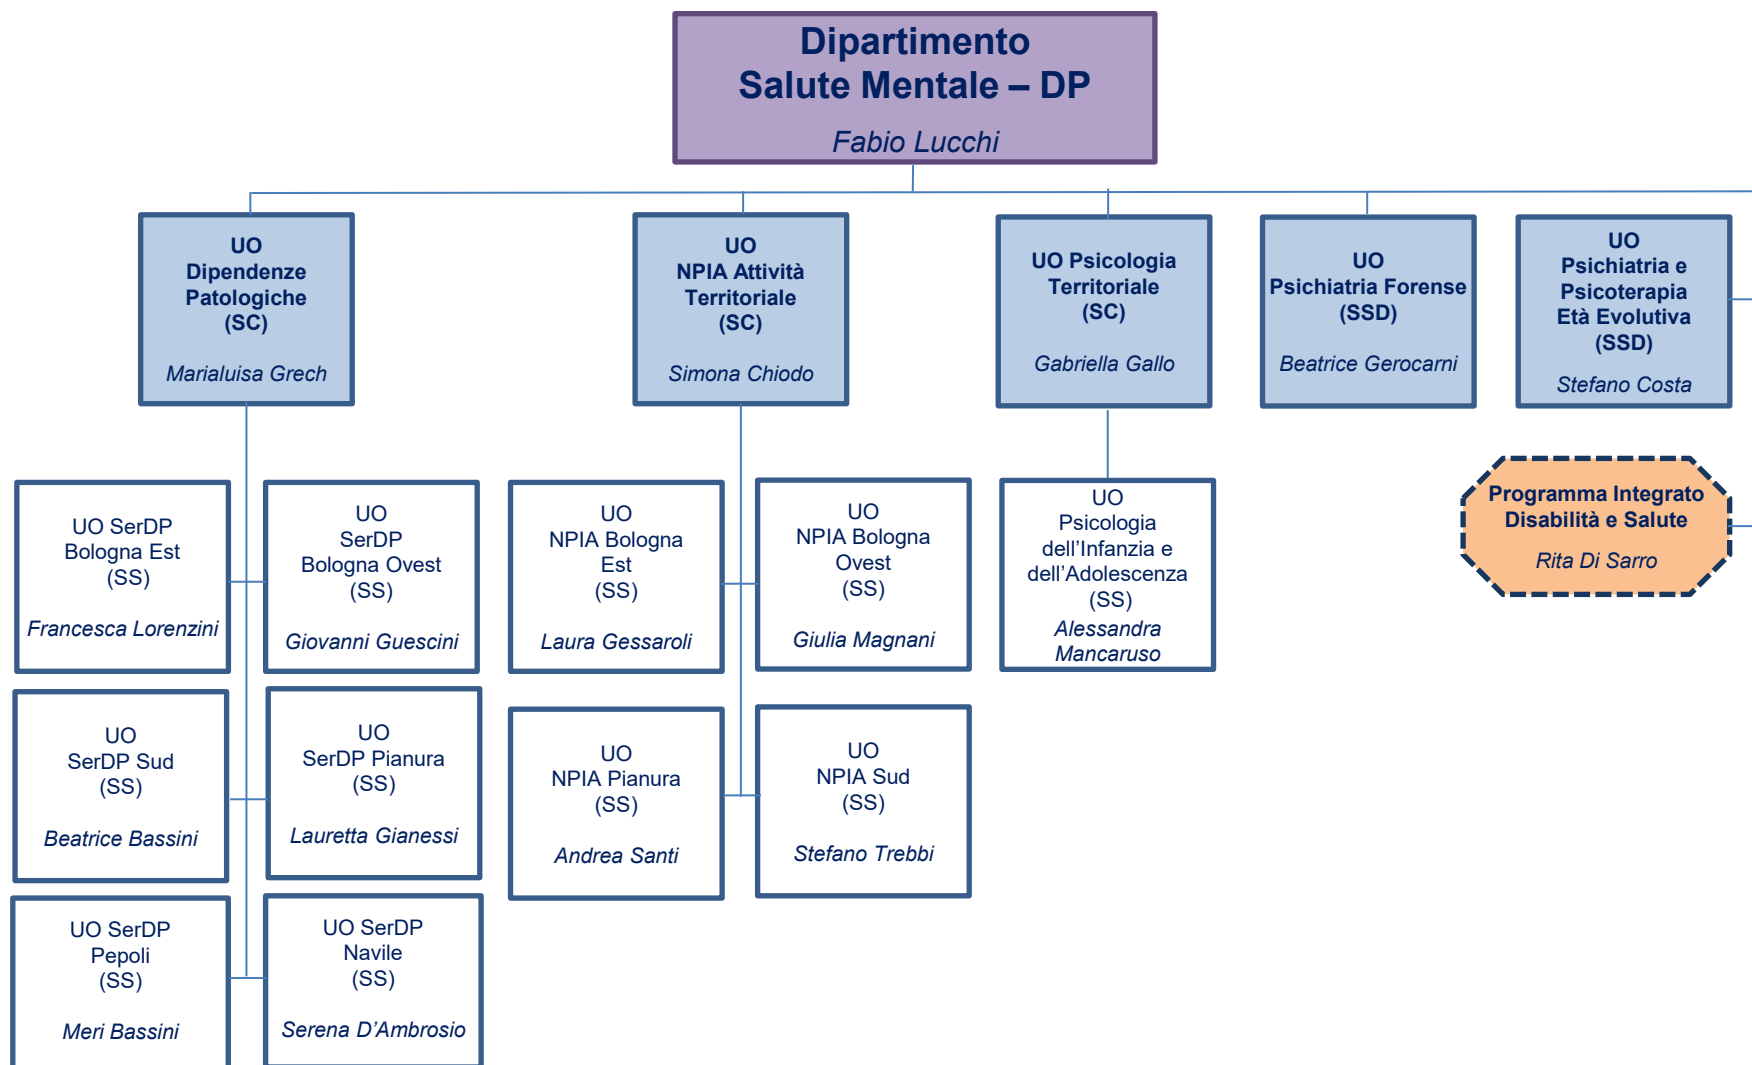 Dipartimento
Salute Mentale – DP
Fabio Lucchi
UO
Dipendenze
Patologiche
(SC)
Marialuisa Grech
UO
NPIA Attività
Territoriale
(SC)
Simona Chiodo
UO Psicologia
Territoriale
(SC)
Gabriella Gallo
UO
Psichiatria Forense
(SSD)
Beatrice Gerocarni
UO
Psichiatria e
Psicoterapia
Età Evolutiva
(SSD)
Stefano Costa
UO SerDP
Bologna Est
(SS)
Francesca Lorenzini
UO
SerDP
Bologna Ovest
(SS)
Giovanni Guescini
UO
NPIA Bologna
Est
(SS)
Laura Gessaroli
UO
NPIA Bologna
Ovest
(SS)
Giulia Magnani
UO
Psicologia
dell’Infanzia e
dell’Adolescenza
(SS)
Alessandra
Mancaruso
Programma Integrato
Disabilità e Salute
Rita Di Sarro
UO
SerDP Sud
(SS)
Beatrice Bassini
UO
SerDP Pianura
(SS)
Lauretta Gianessi
UO
NPIA Pianura
(SS)
Andrea Santi
UO
NPIA Sud
(SS)
Stefano Trebbi
UO SerDP
Pepoli
(SS)
Meri Bassini
UO SerDP
Navile
(SS)
Serena D’Ambrosio